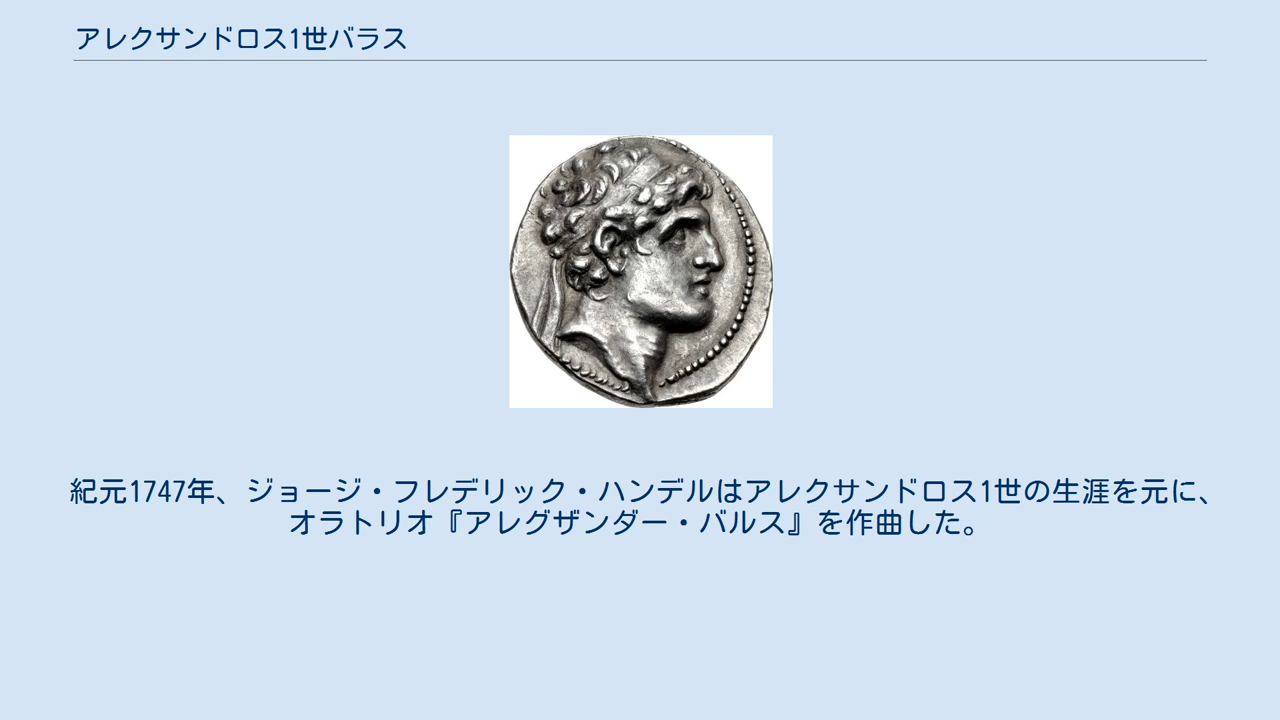 アレクサンドロス1世バラス
紀元1747年、ジョージ・フレデリック・ハンデルはアレクサンドロス1世の生涯を元に、
オラトリオ『アレグザンダー・バルス』を作曲した。